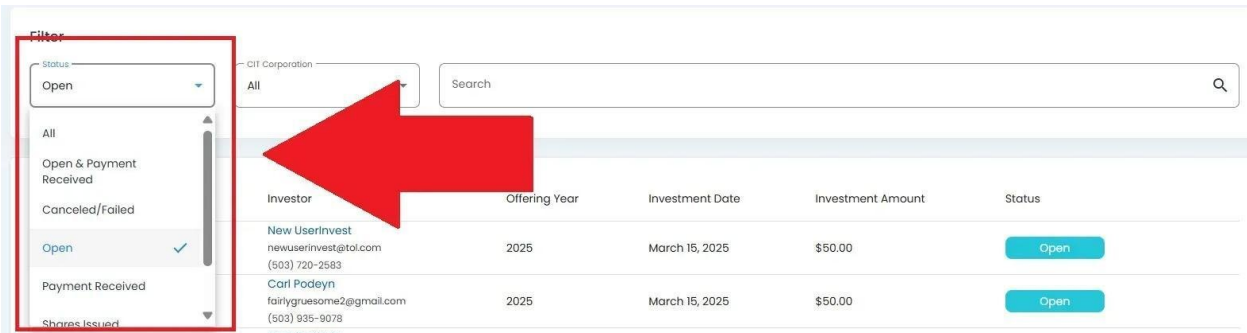 Filter
Status
Open
CIT Corporation
All
Search
All
Open & Payment
Received
Canceled/Failed
Open
Payment Received
Shares Issued
Investor Offering Year Investment Date Investment Amount Status
New UserInvest
newuserinvest@tol.com 2025 March 15, 2025 $50.00 Open
(503) 720-2583
Carl Podeyn
fairlygruesome2@gmail.com 2025 March 15, 2025 $50.00 Open
(503) 935-9078